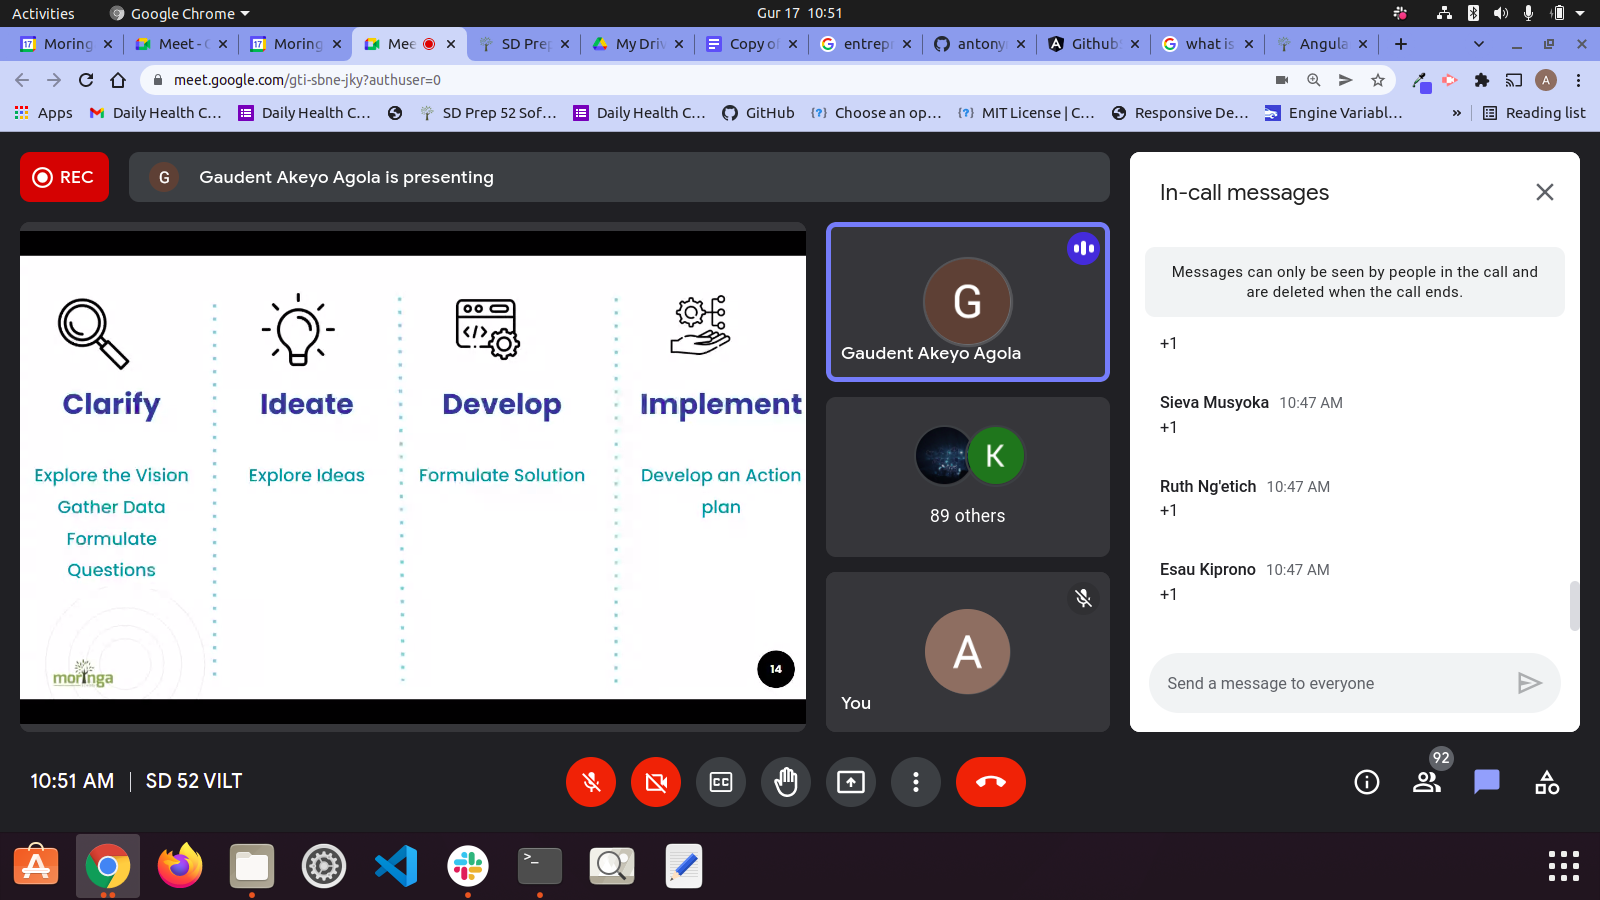 Activities
Google Chrome
Gur 17 10:51
Moring
Meet -
Moring
Mee
SD Prep
My Driv
Copy of
entrepr
antony
Github
what is
Angula
meet.google.com/gti-sbne-jky?authuser=0
A
Apps
Daily Health C...
Daily Health C...
SD Prep 52 Sof...
Daily Health C...
GitHub
Choose an op...
MIT License | C...
Responsive De...
Engine Variabl...
»
Reading list
REC
G
Gaudent Akeyo Agola is presenting
Clarify
Explore the Vision
Gather Data
Formulate
Questions
Ideate
Explore Ideas
Develop
Formulate Solution
Implement
Develop an Action
plan
moringa
14
G
Gaudent Akeyo Agola
K
89 others
A
You
In-call messages
Messages can only be seen by people in the call and
are deleted when the call ends.
+1
Sieva Musyoka 10:47 AM
+1
Ruth Ng'etich 10:47 AM
+1
Esau Kiprono 10:47 AM
+1
Send a message to everyone
10:51 AM | SD 52 VILT
CC
92